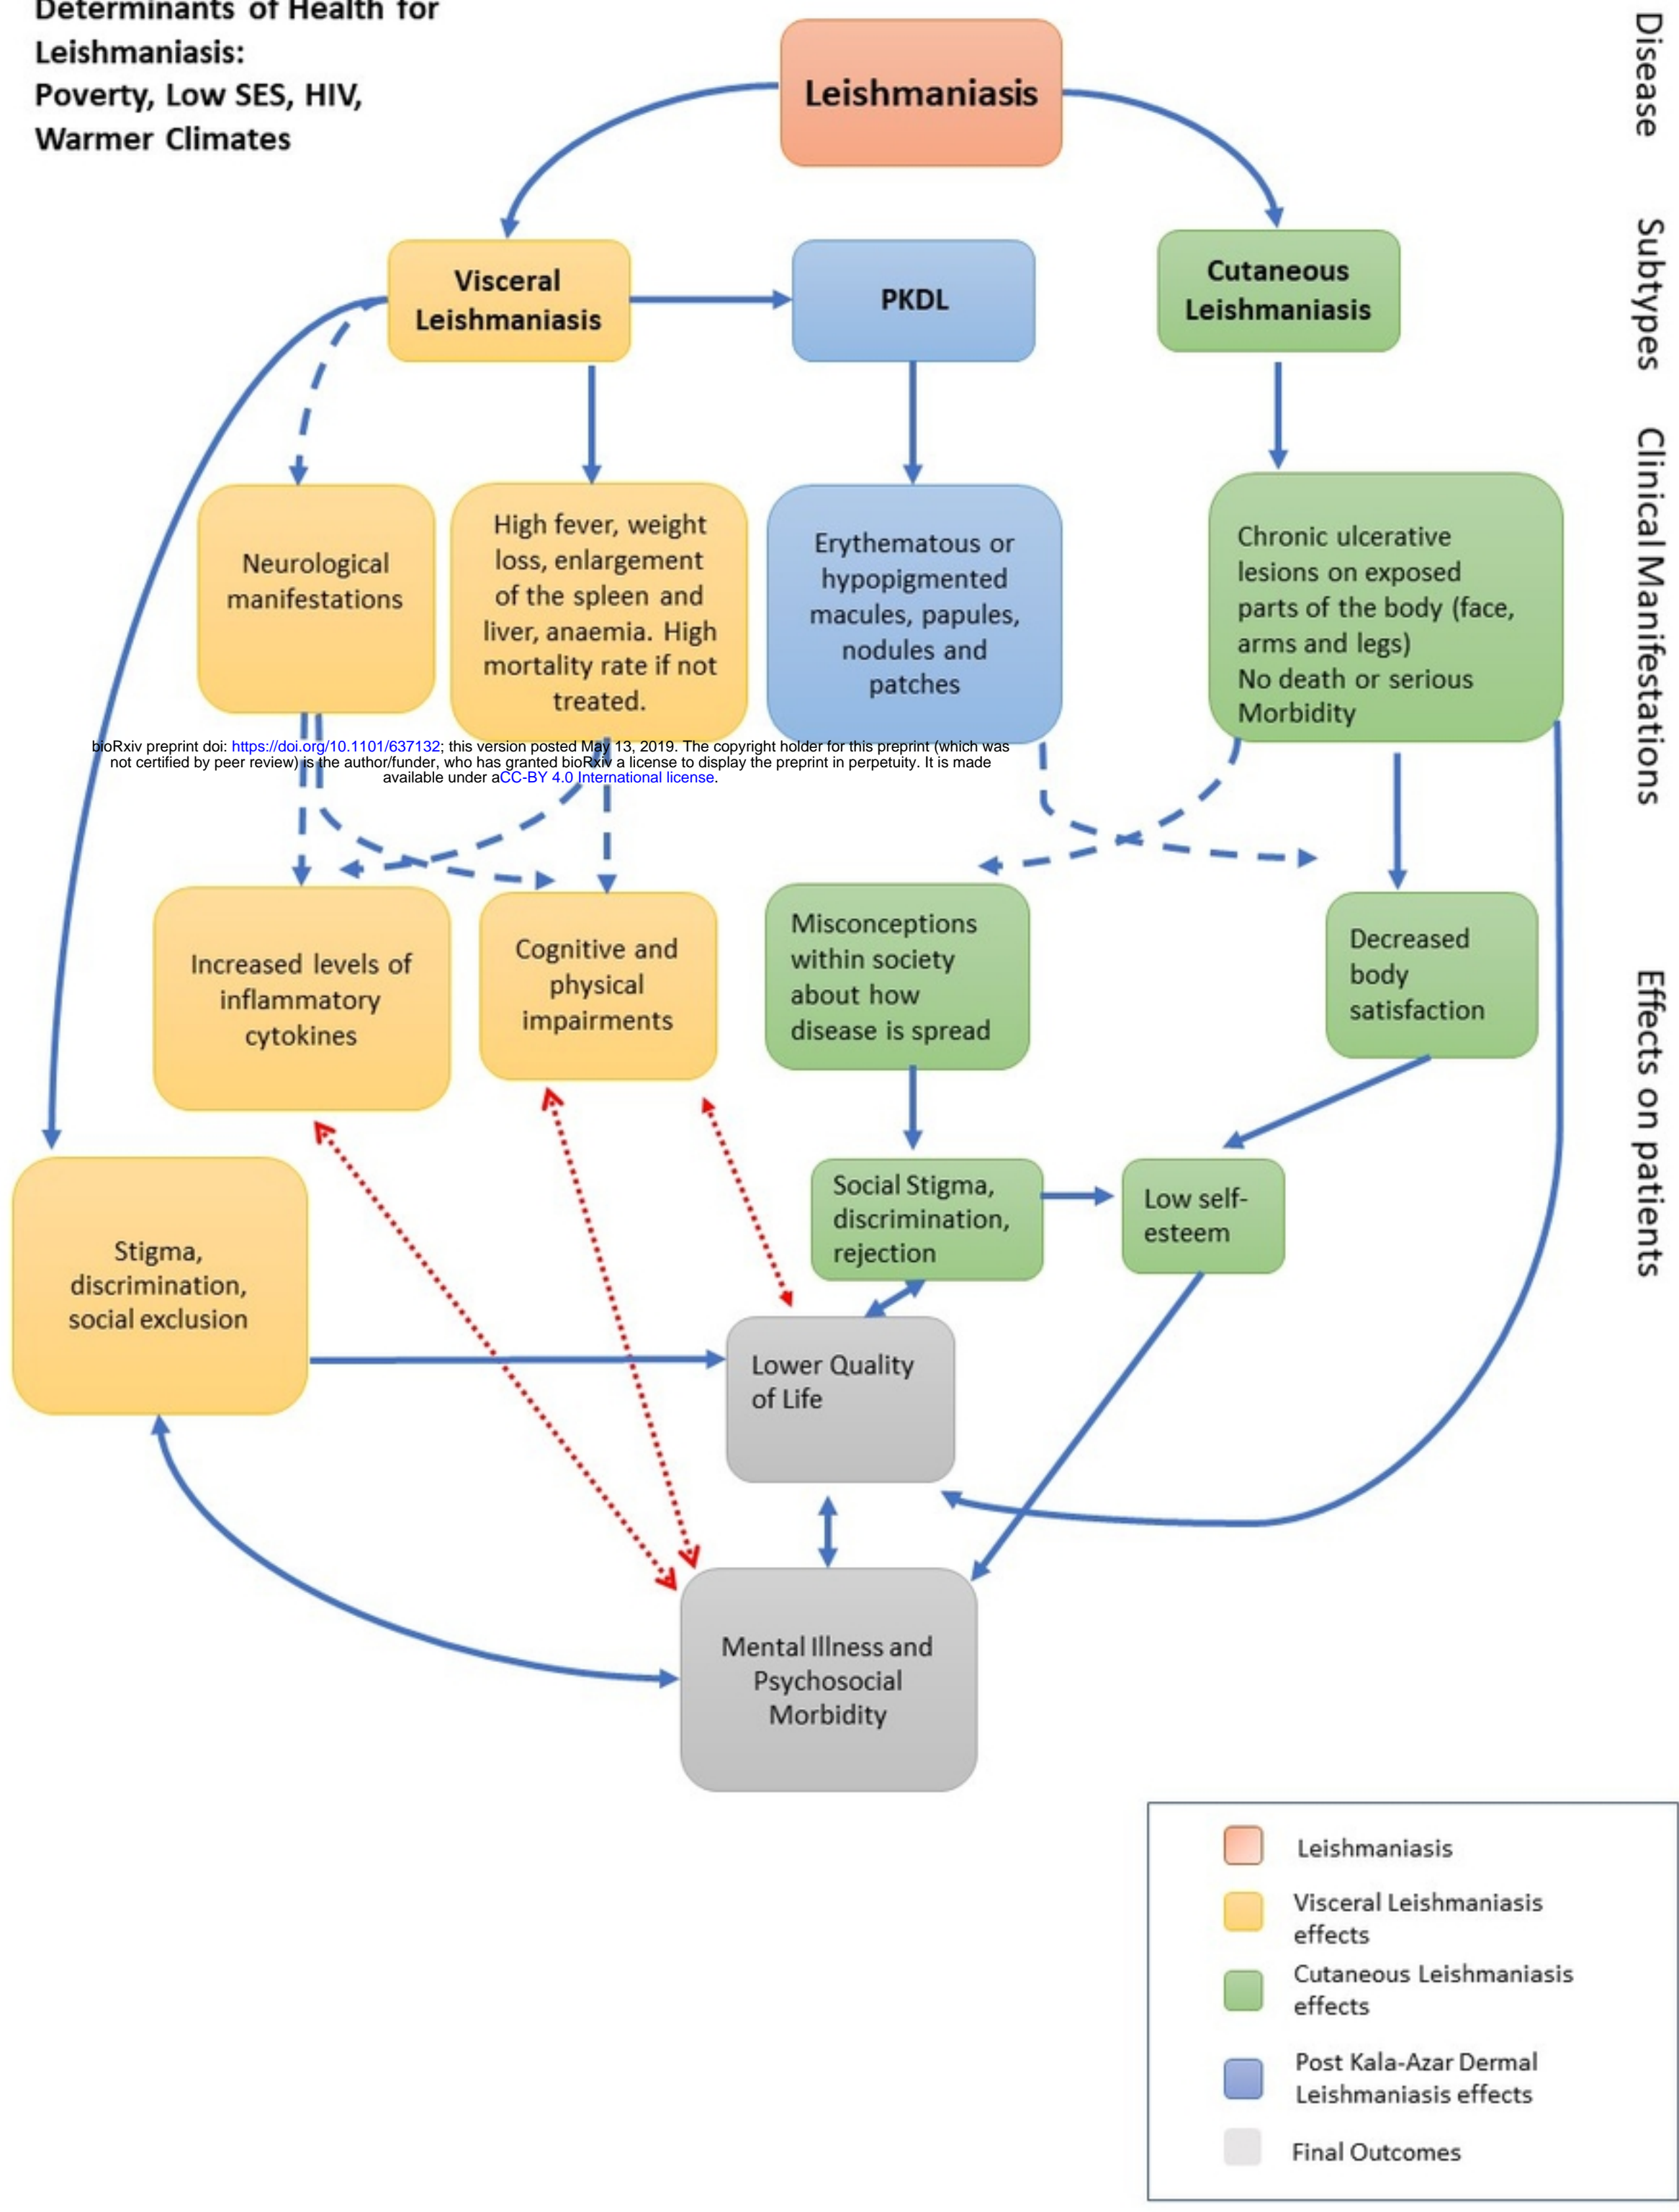 Determinants of Health for
Leishmaniasis:
Poverty, Low SES, HIV,
Warmer Climates
Leishmaniasis
Disease
Visceral
Leishmaniasis
PKDL
Cutaneous
Leishmaniasis
Subtypes
Neurological
manifestations
High fever, weight
loss, enlargement
of the spleen and
liver, anaemia. High
mortality rate if not
treated.
Erythematous or
hypopigmented
macules, papules,
nodules and
patches
Chronic ulcerative
lesions on exposed
parts of the body (face,
arms and legs)
No death or serious
Morbidity
Clinical Manifestations
bioRxiv preprint doi: https://doi.org/10.1101/637132; this version posted May 13, 2019. The copyright holder for this preprint (which was
not certified by peer review) is the author/funder, who has granted bioRxiv a license to display the preprint in perpetuity. It is made
available under aCC-BY 4.0 International license.
Increased levels of
inflammatory
cytokines
Cognitive and
physical
impairments
Misconceptions
within society
about how
disease is spread
Decreased
body
satisfaction
Effects on patients
Stigma,
discrimination,
social exclusion
Social Stigma,
discrimination,
rejection
Low self-
esteem
Lower Quality
of Life
Mental Illness and
Psychosocial
Morbidity
Leishmaniasis
Visceral Leishmaniasis
effects
Cutaneous Leishmaniasis
effects
Post Kala-Azar Dermal
Leishmaniasis effects
Final Outcomes